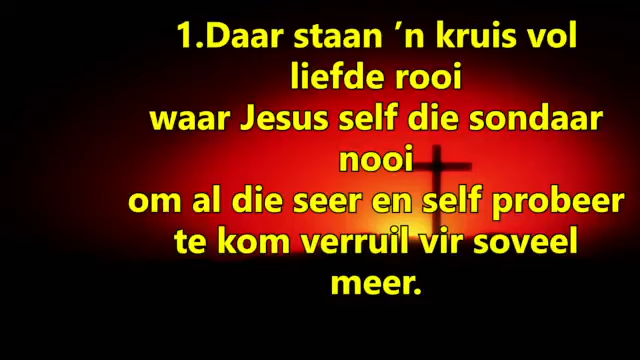 1.Daar staan ’n kruis vol
liefde rooi
waar Jesus self die sondaar
nooi
om al die seer en self probeer
te kom verruil vir soveel
meer.